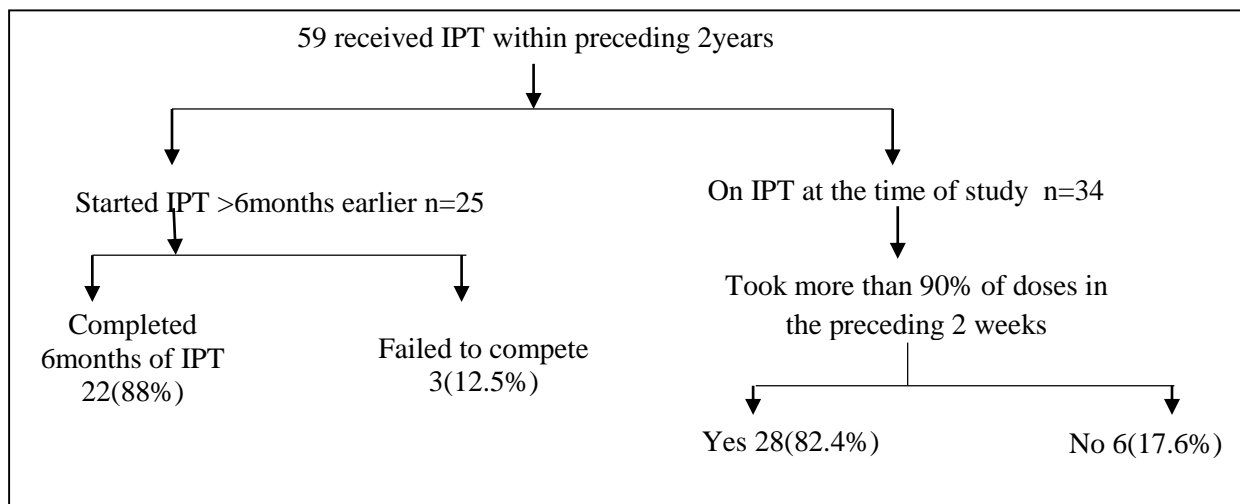 59 received IPT within preceding 2years
Started IPT >6months earlier n=25
On IPT at the time of study n=34
Completed
6months of IPT
22(88%)
Failed to compete
3(12.5%)
Took more than 90% of doses in
the preceding 2 weeks
Yes 28(82.4%)
No 6(17.6%)